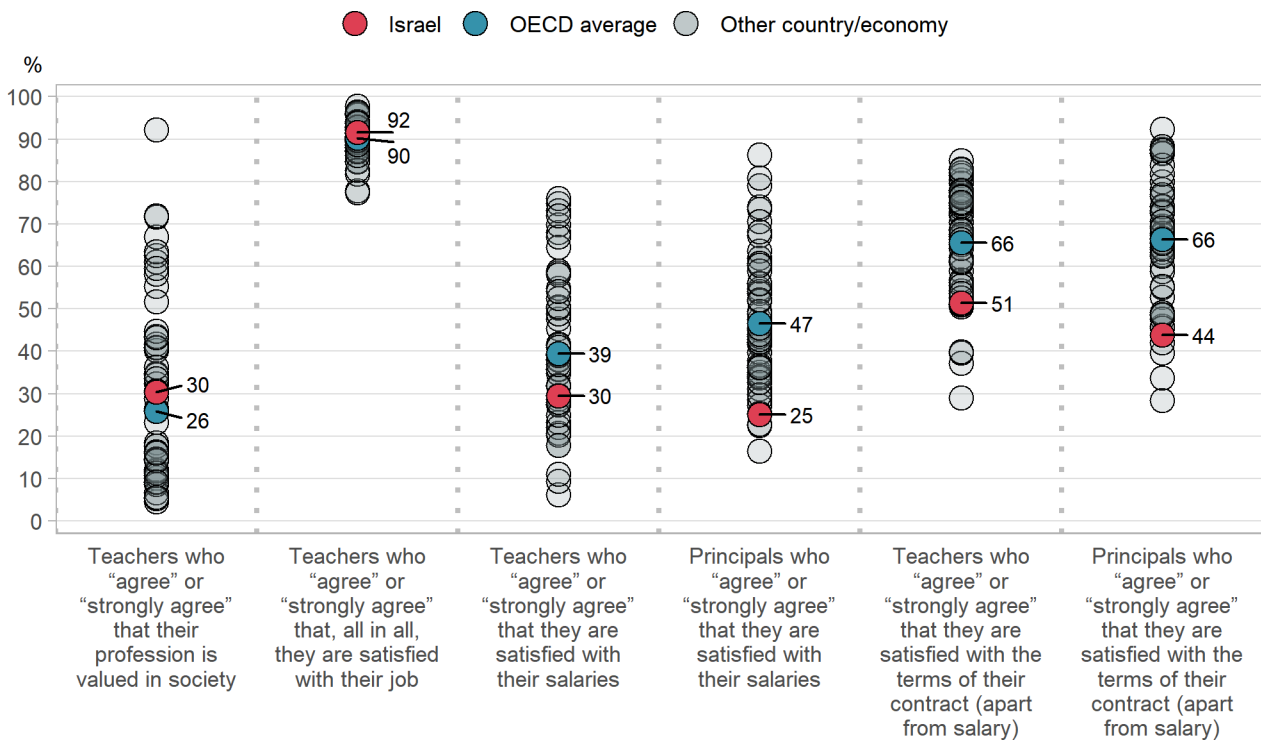 Israel OECD average Other country/economy
%
100
90
80
70
60
50
40
30
20
10
0
30
26
92
90
39
30
47
25
66
51
66
44
Teachers who
“agree” or
“strongly agree”
that their
profession is
valued in society
Teachers who
“agree” or
“strongly agree”
that, all in all,
they are satisfied
with their job
Teachers who
“agree” or
“strongly agree”
that they are
satisfied with
their salaries
Principals who
“agree” or
“strongly agree”
that they are
satisfied with
their salaries
Teachers who
“agree” or
“strongly agree”
that they are
satisfied with the
terms of their
contract (apart
from salary)
Principals who
“agree” or
“strongly agree”
that they are
satisfied with the
terms of their
contract (apart
from salary)